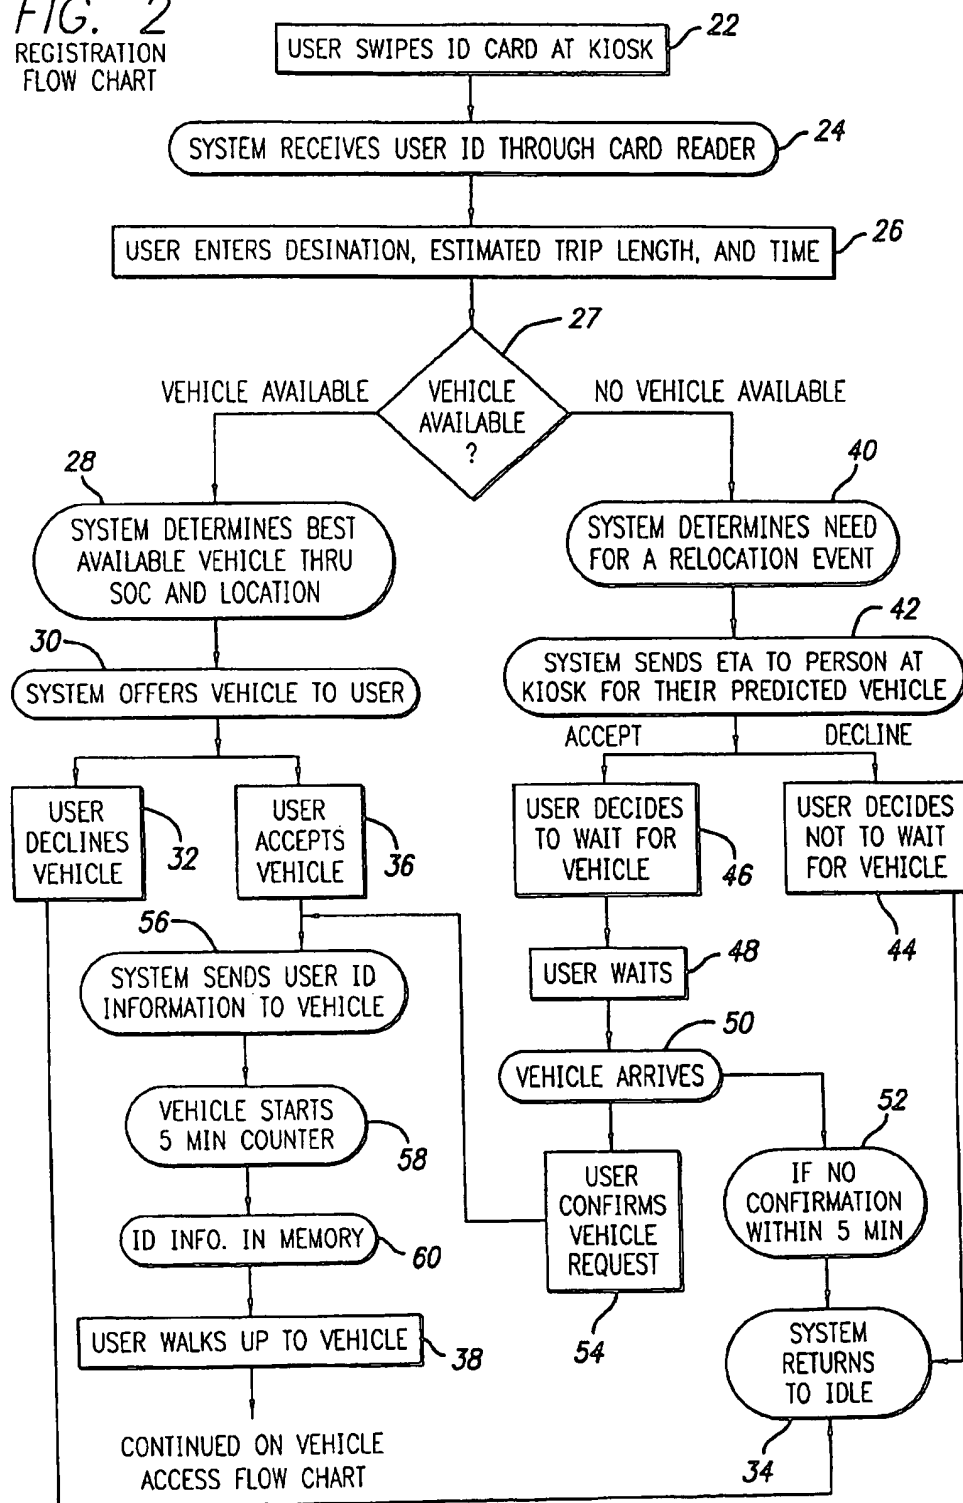 FIG. 2
REGISTRATION
FLOW CHART
USER SWIPES ID CARD AT KIOSK
22
SYSTEM RECEIVES USER ID THROUGH CARD READER
24
USER ENTERS DESINATION, ESTIMATED TRIP LENGTH, AND TIME
26
27
VEHICLE AVAILABLE
VEHICLE
AVAILABLE
?
NO VEHICLE AVAILABLE
28
SYSTEM DETERMINES BEST
AVAILABLE VEHICLE THRU
SOC AND LOCATION
40
SYSTEM DETERMINES NEED
FOR A RELOCATION EVENT
30
SYSTEM OFFERS VEHICLE TO USER
42
SYSTEM SENDS ETA TO PERSON AT
KIOSK FOR THEIR PREDICTED VEHICLE
ACCEPT
DECLINE
USER
DECLINES
VEHICLE
32
USER
ACCEPTS
VEHICLE
36
USER DECIDES
TO WAIT FOR
VEHICLE
46
USER DECIDES
NOT TO WAIT
FOR VEHICLE
44
56
SYSTEM SENDS USER ID
INFORMATION TO VEHICLE
USER WAITS
48
50
VEHICLE ARRIVES
VEHICLE STARTS
5 MIN COUNTER
58
52
IF NO
CONFIRMATION
WITHIN 5 MIN
USER
CONFIRMS
VEHICLE
REQUEST
54
ID INFO. IN MEMORY
60
USER WALKS UP TO VEHICLE
38
SYSTEM
RETURNS
TO IDLE
34
CONTINUED ON VEHICLE
ACCESS FLOW CHART